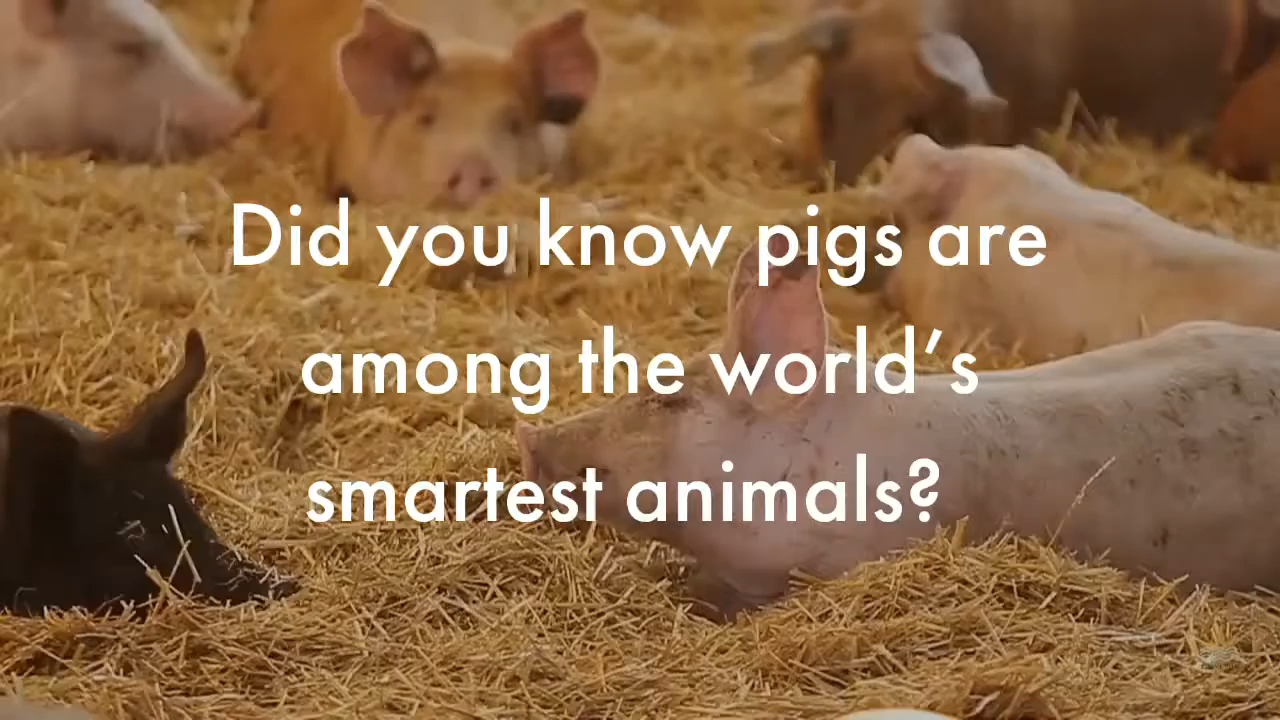 Did you know pigs are
among the world’s
smartest animals?